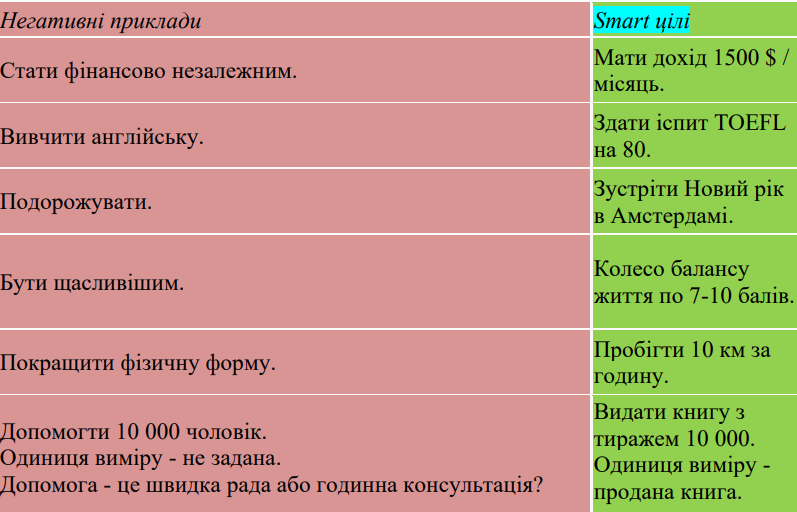 Негативні приклади
Smart цілі
Стати фінансово незалежним.
Мати дохід 1500 $ /
місяць.
Вивчити англійську.
Здати іспит TOEFL
на 80.
Подорожувати.
Зустріти Новий рік
в Амстердамі.
Бути щасливішим.
Колесо балансу
життя по 7-10 балів.
Покращити фізичну форму.
Пробігти 10 км за
годину.
Допомогти 10 000 чоловік.
Одиниця виміру - не задана.
Допомога - це швидка рада або годинна консультація?
Видати книгу з
тиражем 10 000.
Одиниця виміру -
продана книга.